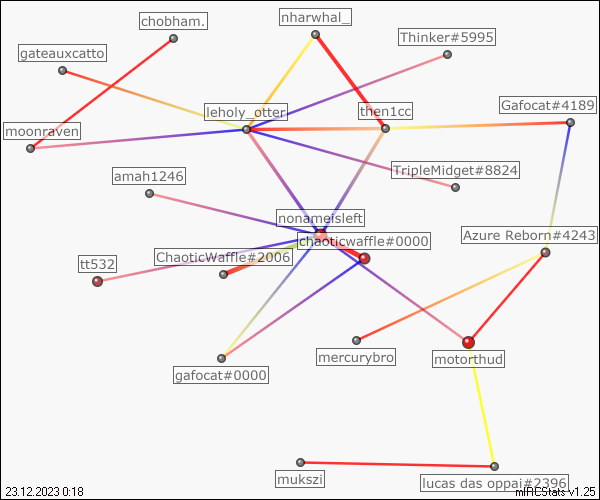 chobham.
nharwhal_
Thinker#5995
gateauxcatto
leholy_otter
then1cc
Gafocat#4189
moonraven
amah1246
TripleMidget#8824
nonameisleft
chaoticwaffle#0000
Azure Reborn#4243
tt532
ChaoticWaffle#2006
mercurybro
motorthud
gafocat#0000
mukszi
lucas das oppai#2396
23.12.2023 0:18
mIRCStats v1.25